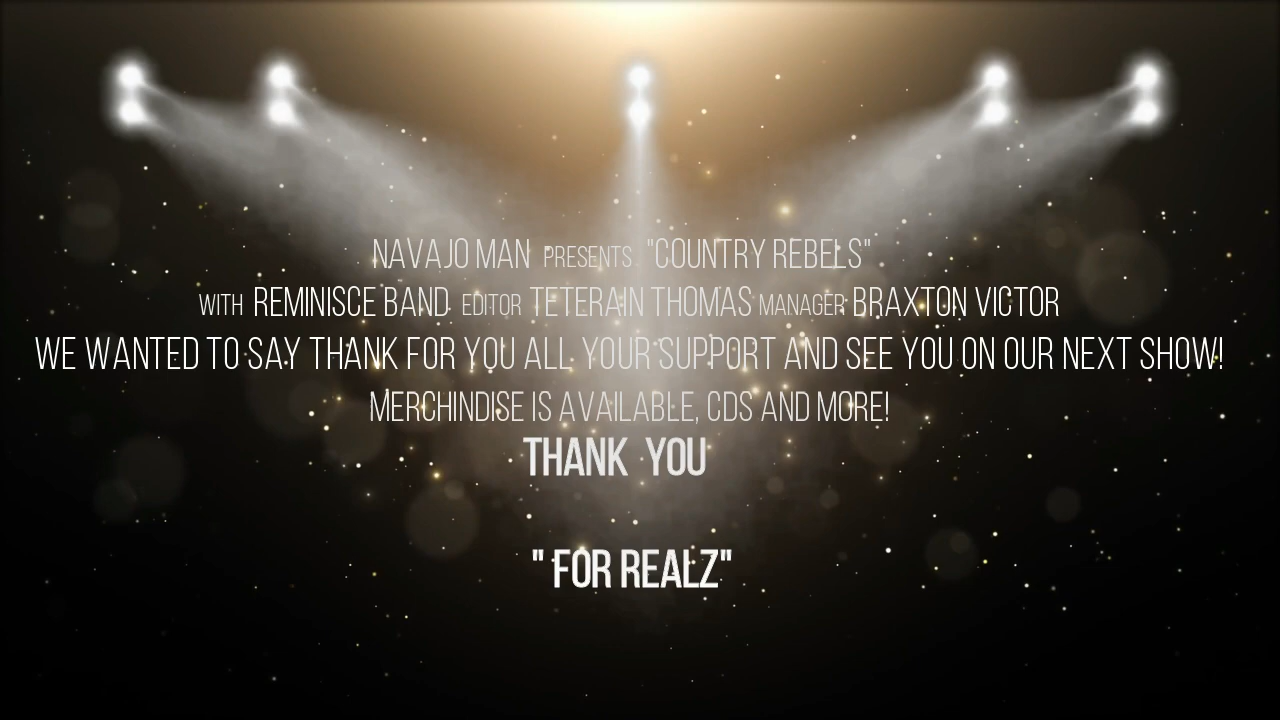 NAVAJO MAN PRESENTS "COUNTRY REBELS"
WITH REMINISCE BAND EDITOR TETERAIN THOMAS MANAGER BRAXTON VICTOR
WE WANTED TO SAY THANK FOR YOU ALL YOUR SUPPORT AND SEE YOU ON OUR NEXT SHOW!
MERCHINDISE IS AVAILABLE, CDS AND MORE!
THANK YOU
" FOR REALZ"